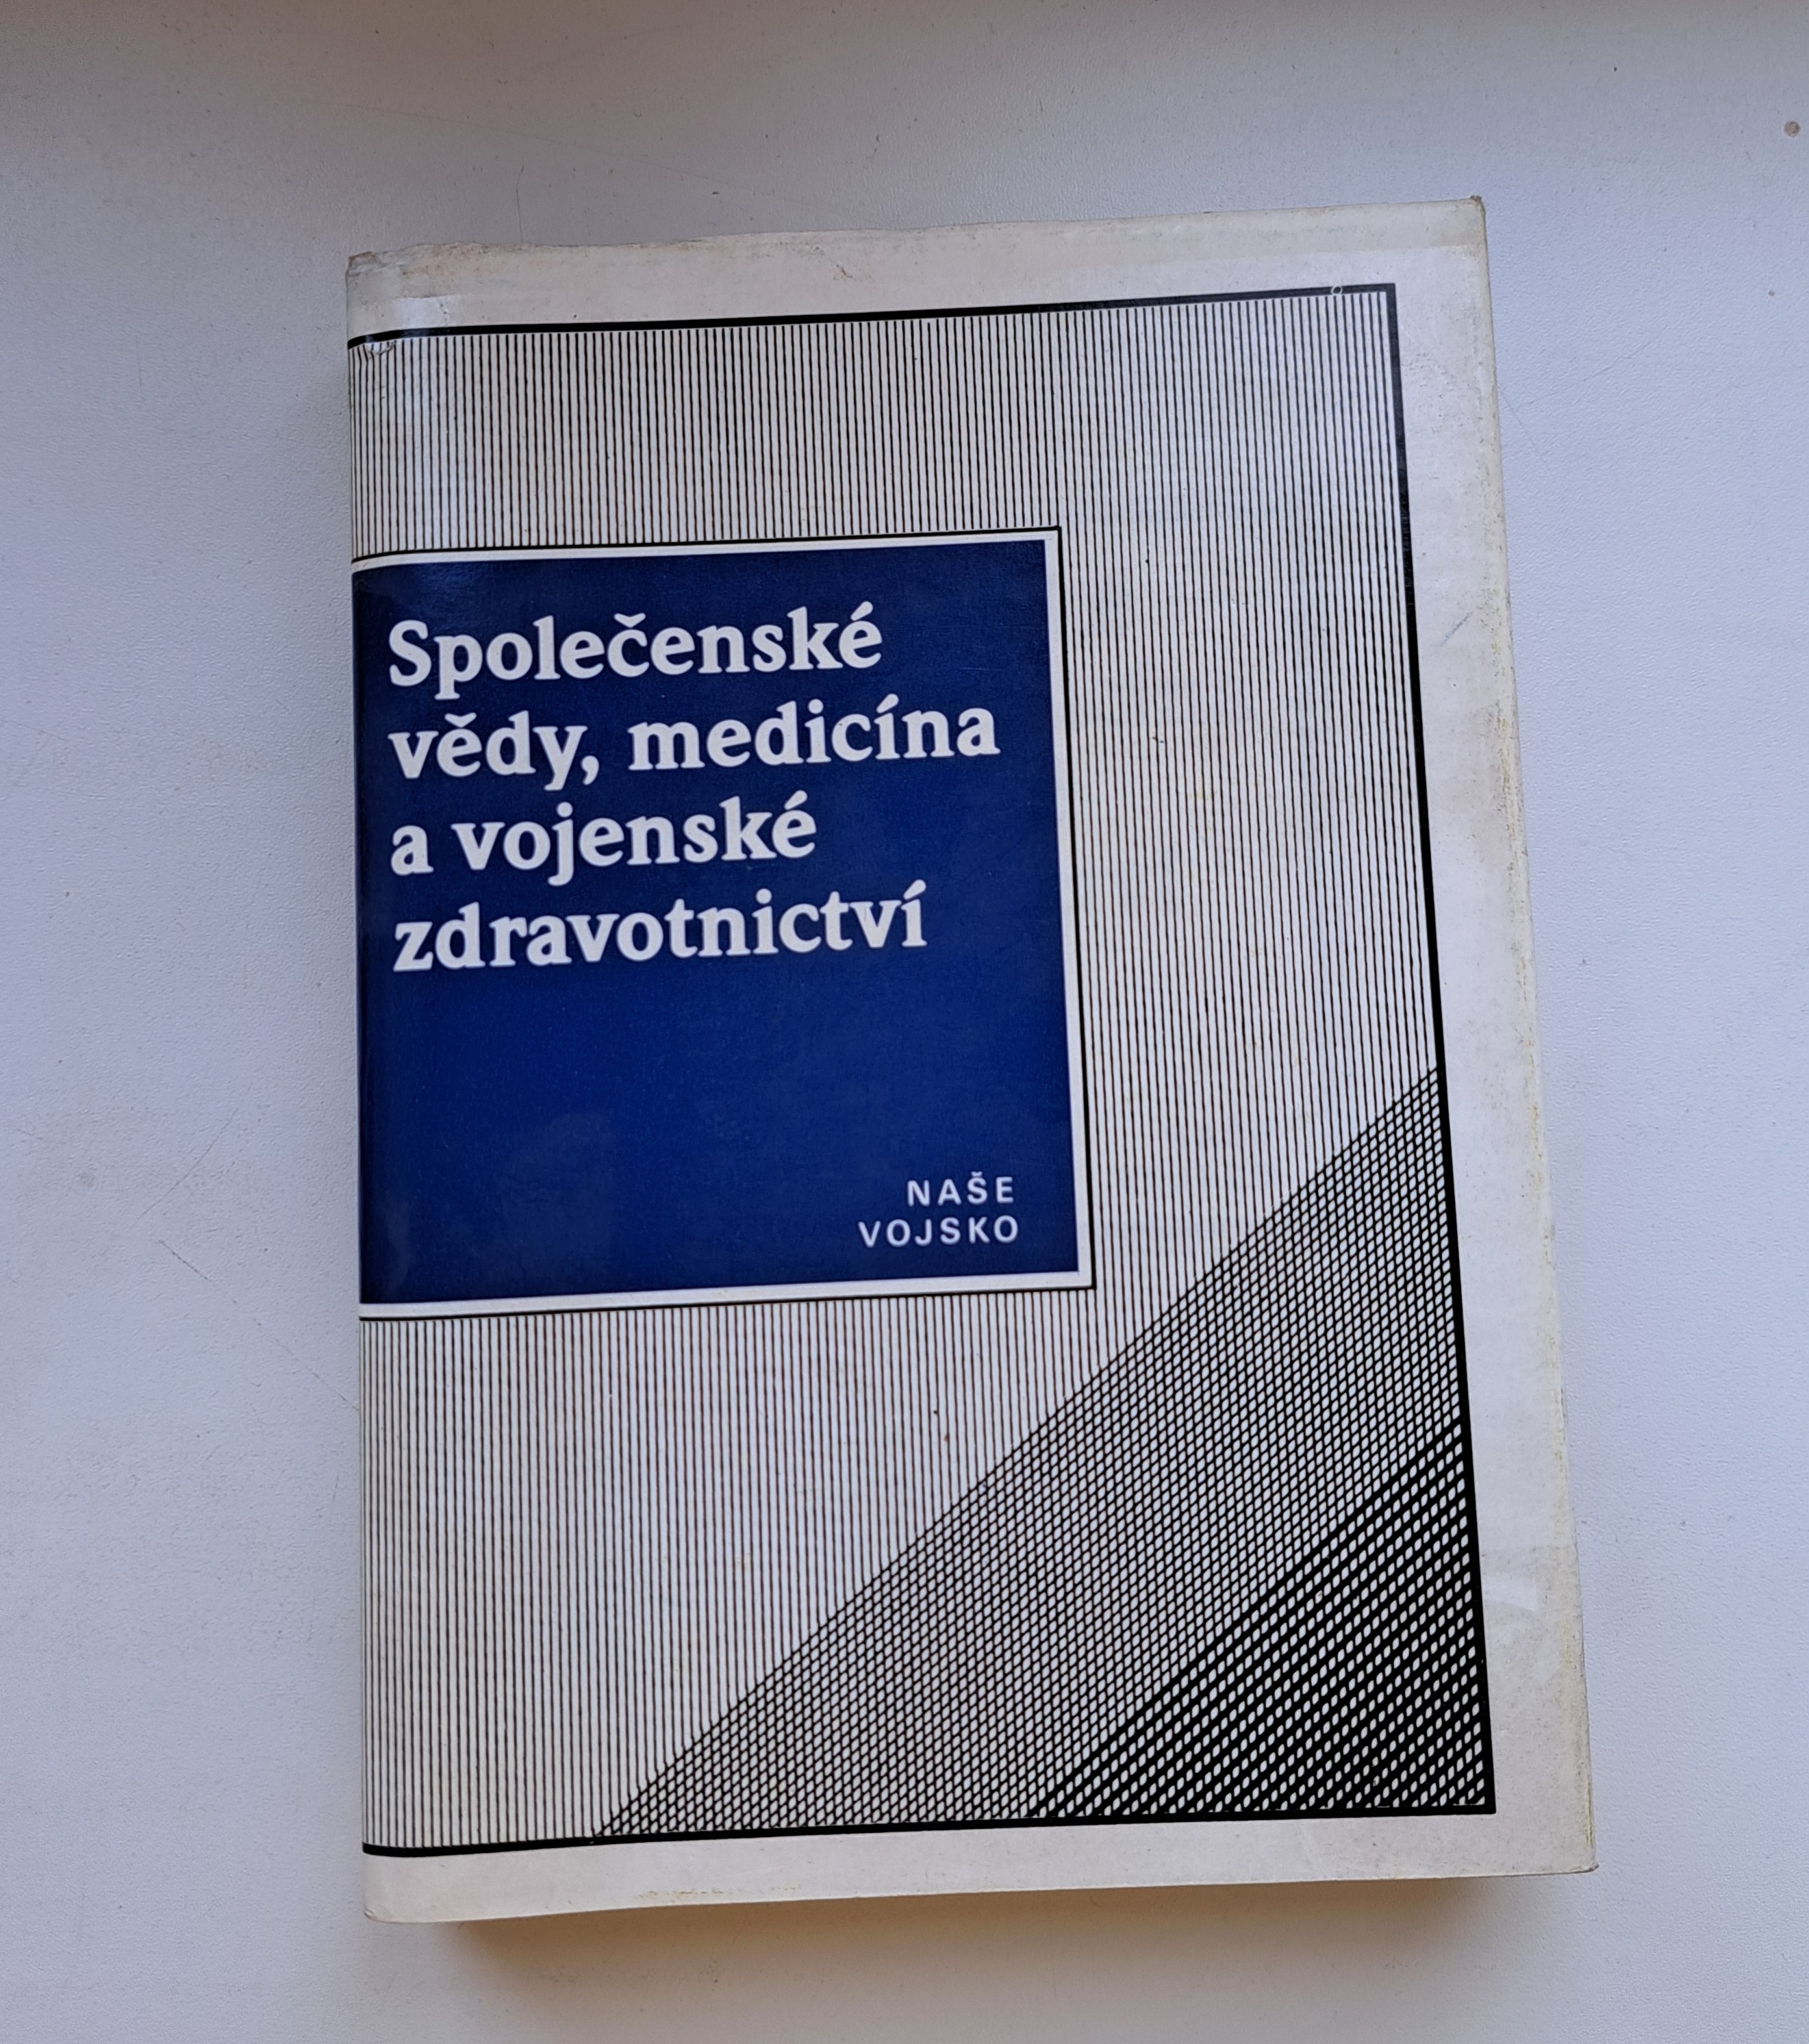 Společenské
vědy, medicína
a vojenské
zdravotnictví
NAŠE
VOJSKO